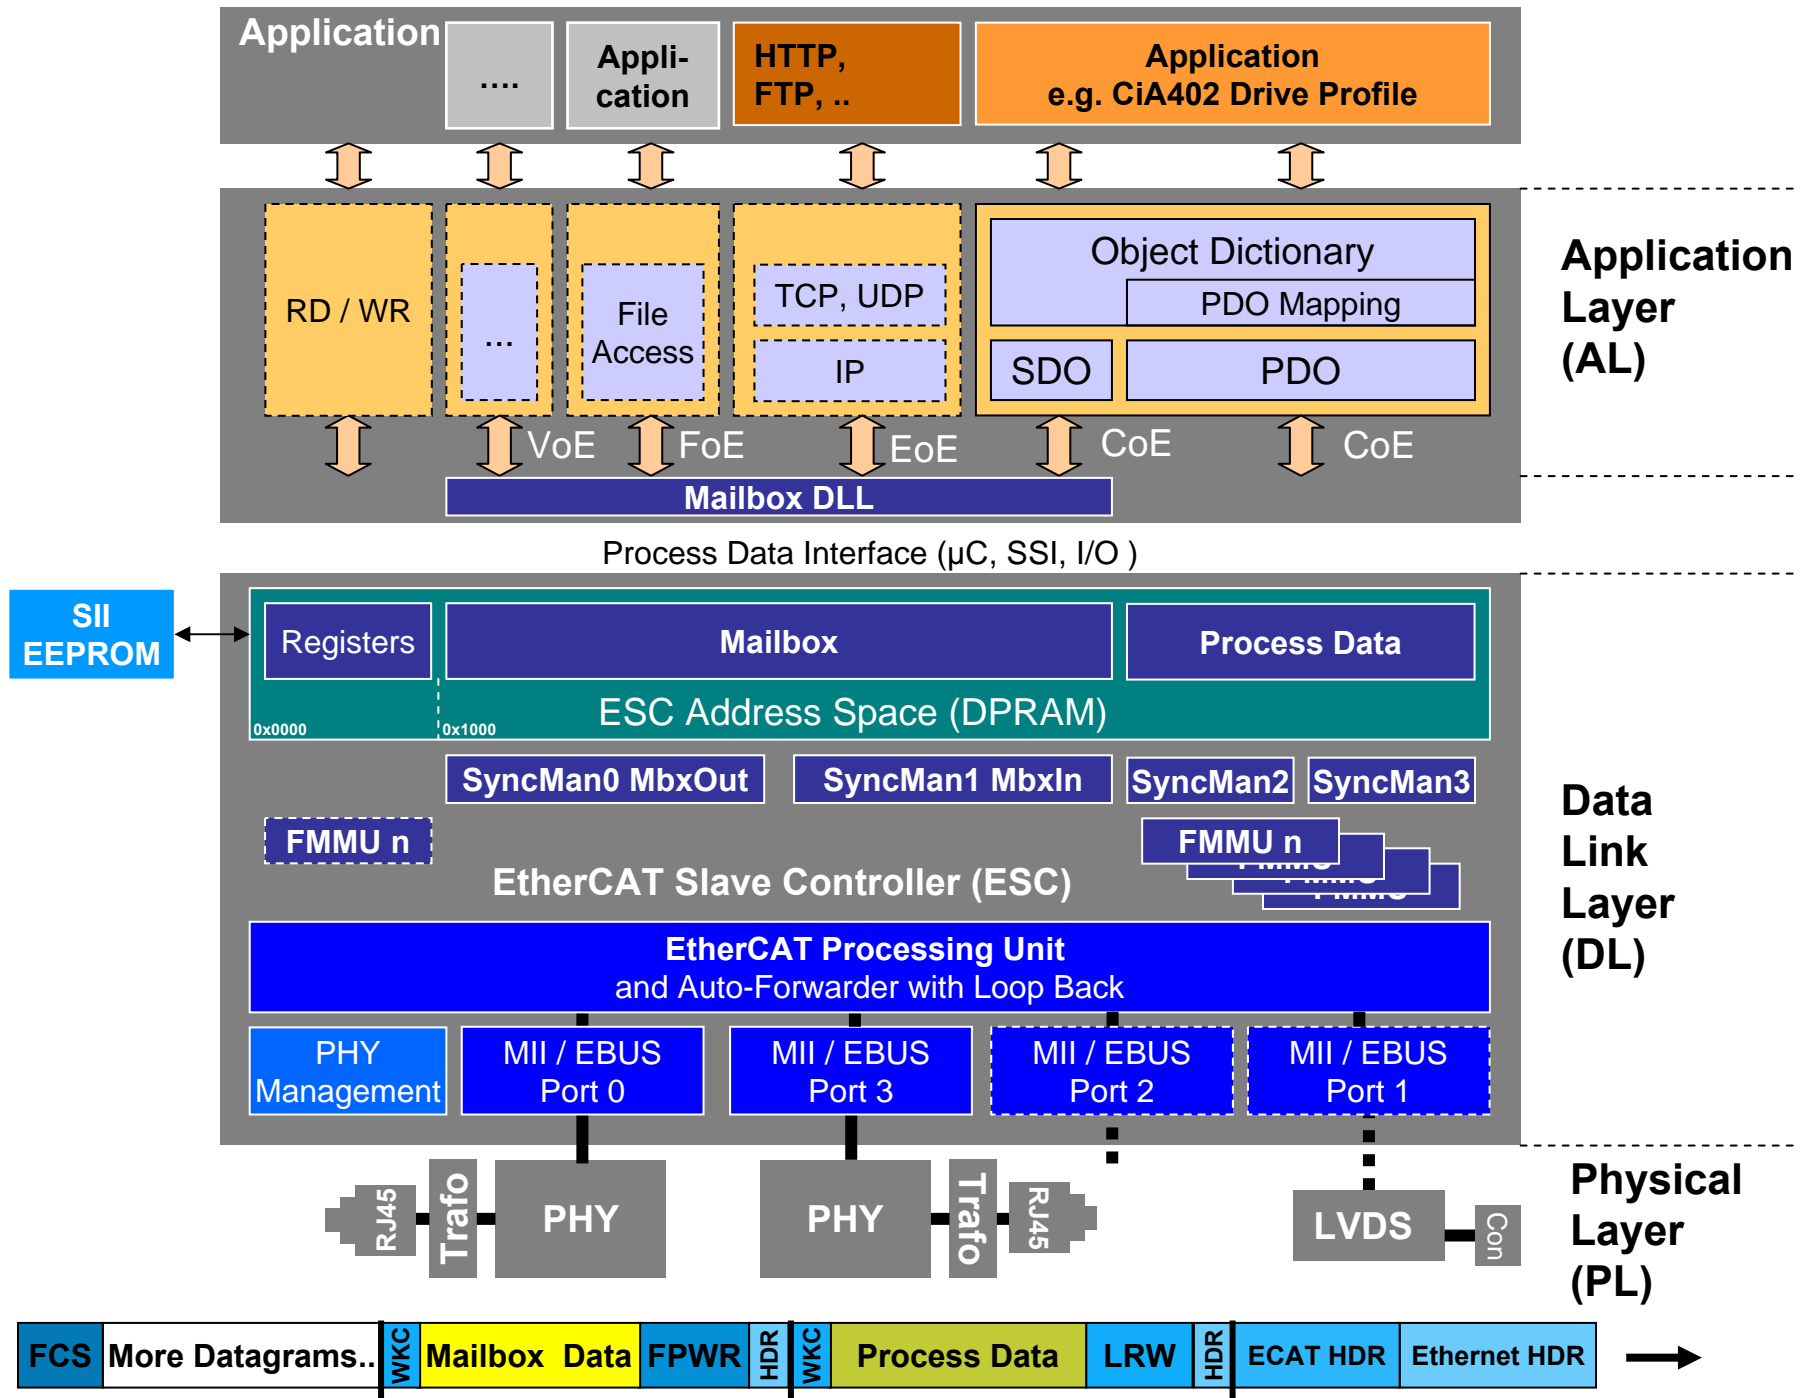 Application
....
Appli-
cation
HTTP,
FTP, ..
Application
e.g. CiA402 Drive Profile
RD / WR
...
File
Access
TCP, UDP
IP
Object Dictionary
PDO Mapping
SDO
PDO
Application
Layer
(AL)
VoE
FoE
EoE
CoE
CoE
Mailbox DLL
Process Data Interface (µC, SSI, I/O )
SII
EEPROM
Registers
Mailbox
Process Data
ESC Address Space (DPRAM)
0x0000
0x1000
SyncMan0 MbxOut
SyncMan1 MbxIn
SyncMan2
SyncMan3
FMMU n
FMMU n
FMMU
FMMU
FMMU
EtherCAT Slave Controller (ESC)
Data
Link
Layer
(DL)
EtherCAT Processing Unit
and Auto-Forwarder with Loop Back
PHY
Management
MII / EBUS
Port 0
MII / EBUS
Port 3
MII / EBUS
Port 2
MII / EBUS
Port 1
RJ45
Trafo
PHY
PHY
Trafo
RJ45
LVDS
Con
Physical
Layer
(PL)
FCS
More Datagrams..
WKC
Mailbox Data
FPWR
HDR
WKC
Process Data
LRW
HDR
ECAT HDR
Ethernet HDR